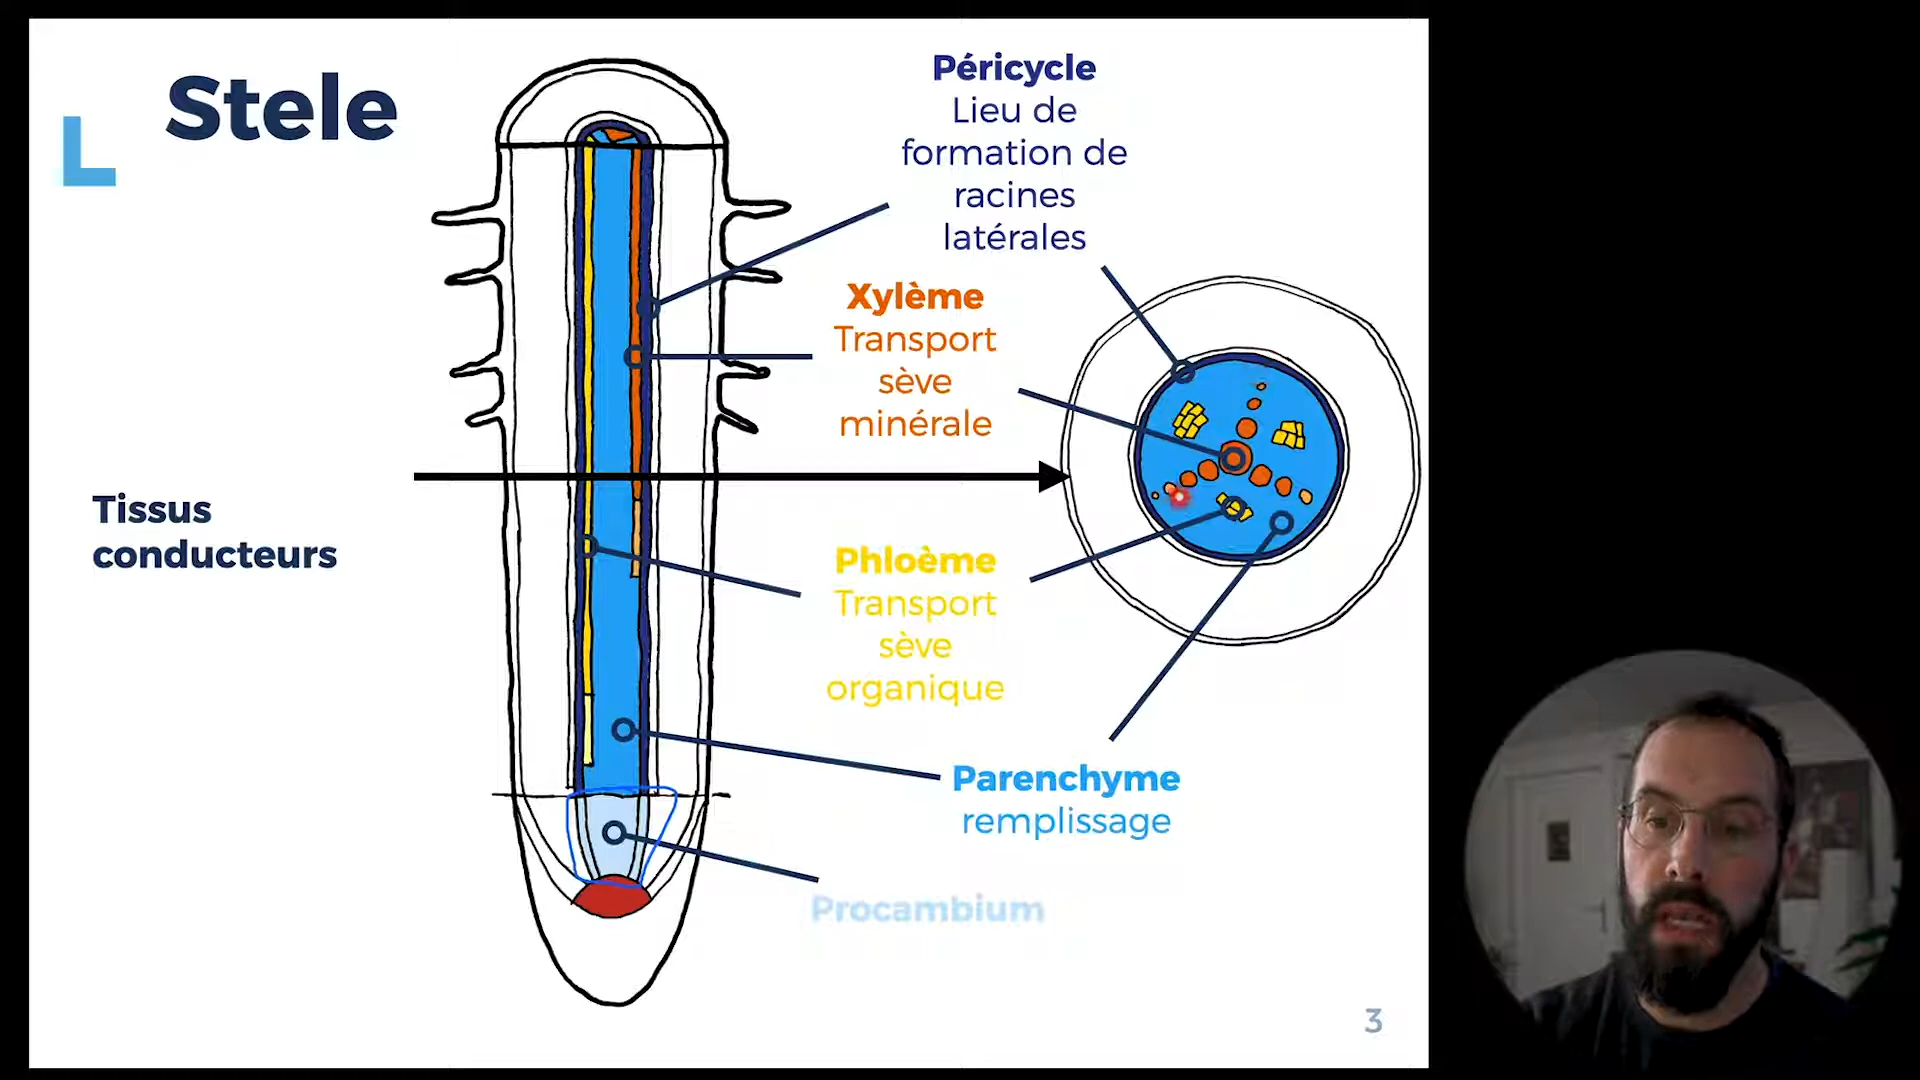 Stele
Péricycle
Lieu de
formation de
racines
latérales
Xylème
Transport
sève
minérale
Tissus
conducteurs
Phloème
Transport
sève
organique
Parenchyme
remplissage
Procambium
3